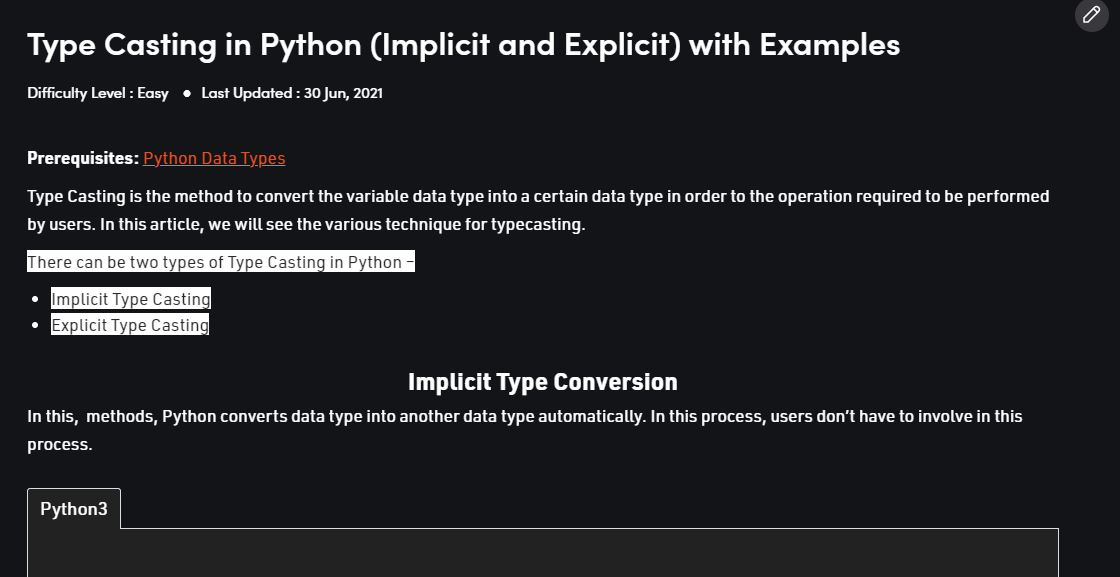 Type Casting in Python (Implicit and Explicit) with Examples
Difficulty Level : Easy ● Last Updated : 30 Jun, 2021
Prerequisites: Python Data Types
Type Casting is the method to convert the variable data type into a certain data type in order to the operation required to be performed
by users. In this article, we will see the various technique for typecasting.
There can be two types of Type Casting in Python –
• Implicit Type Casting
• Explicit Type Casting
Implicit Type Conversion
In this,  methods, Python converts data type into another data type automatically. In this process, users don’t have to involve in this
process.
Python3